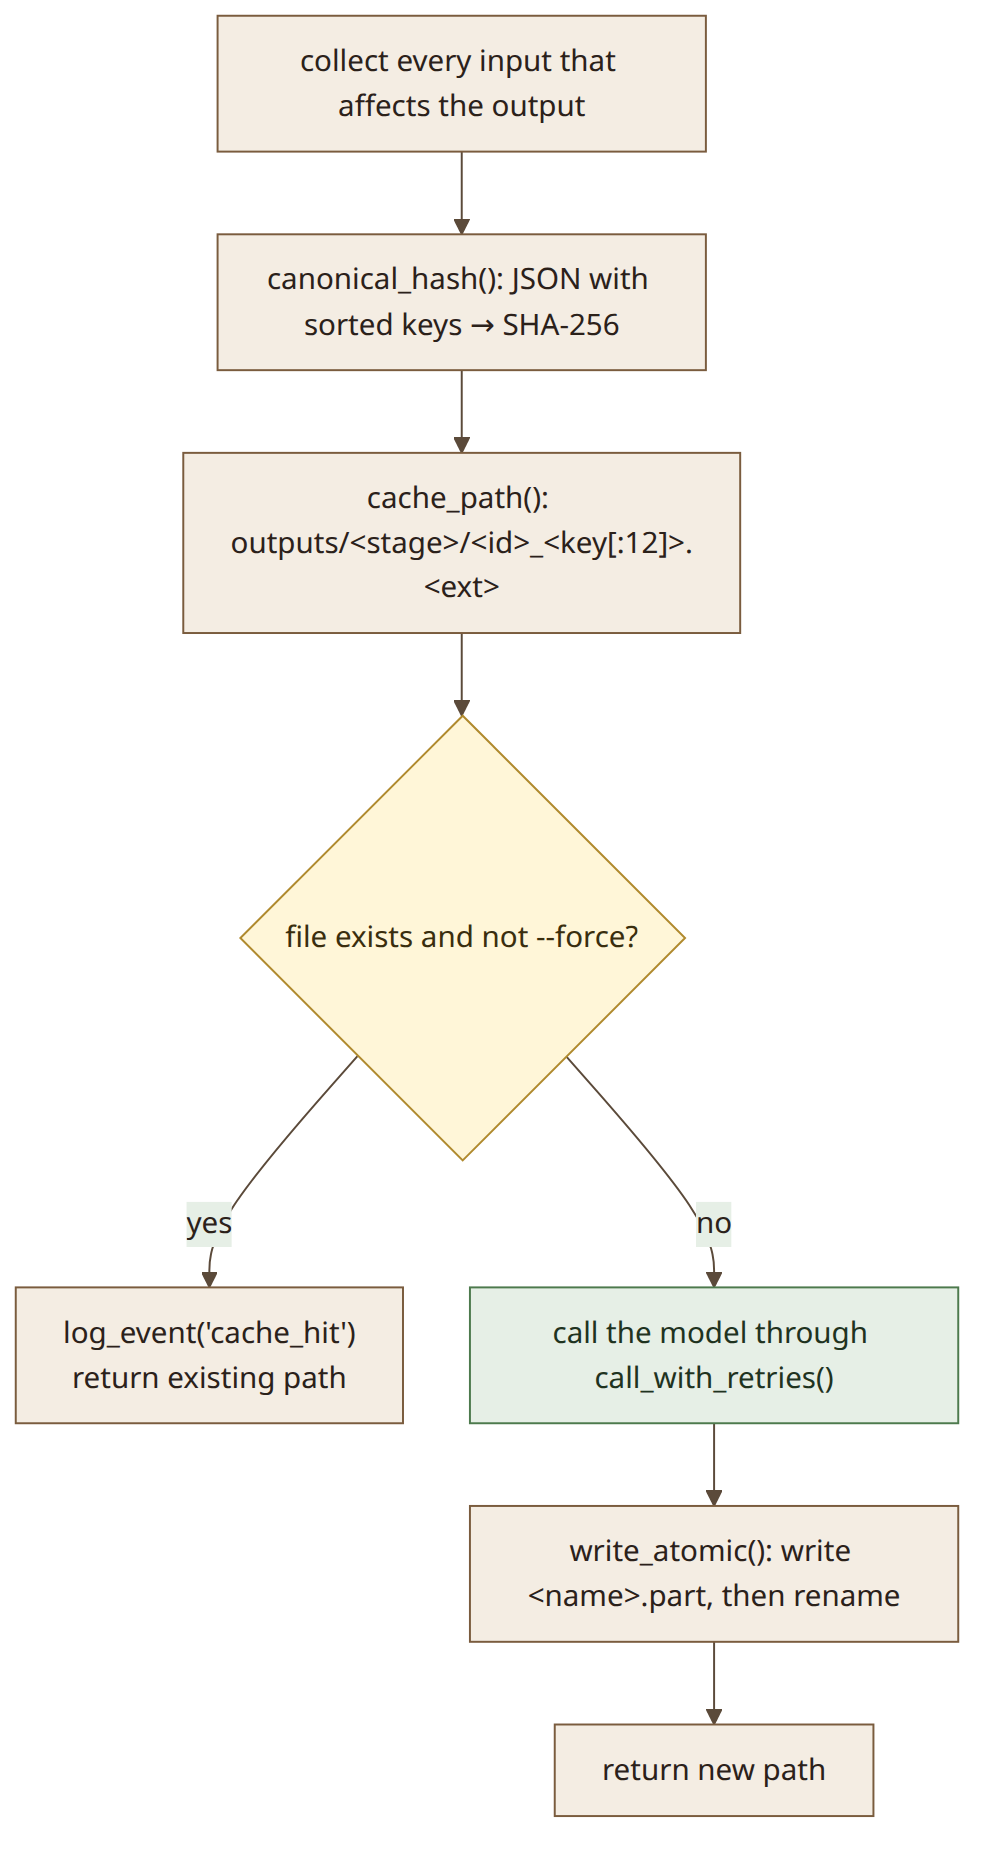 collect every input that
affects the output
canonical_hash(): JSON with
sorted keys → SHA-256
cache_path():
outputs/<stage>/<id>_<key[:12]>.
<ext>
file exists and not --force?
yes
no
log_event('cache_hit')
return existing path
call the model through
call_with_retries()
write_atomic(): write
<name>.part, then rename
return new path